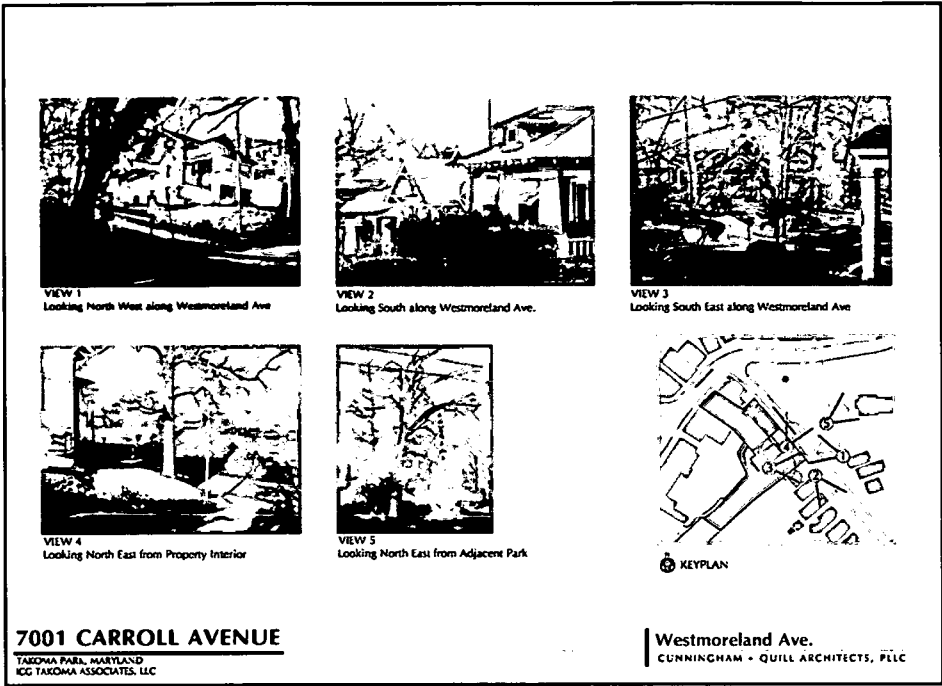 VIEW 1
Looking North West along Westmoreland Ave
VIEW 2
Looking South along Westmoreland Ave.
VIEW 3
Looking South East along Westmoreland Ave
VIEW 4
Looking North East from Property Interior
VIEW 5
Looking North East from Adjacent Park
KEYPLAN
7001 CARROLL AVENUE
TAKOMA PARK, MARYLAND
ICG TAKOMA ASSOCIATES, LLC
Westmoreland Ave.
CUNNINGHAM + QUILL ARCHITECTS, PLLC